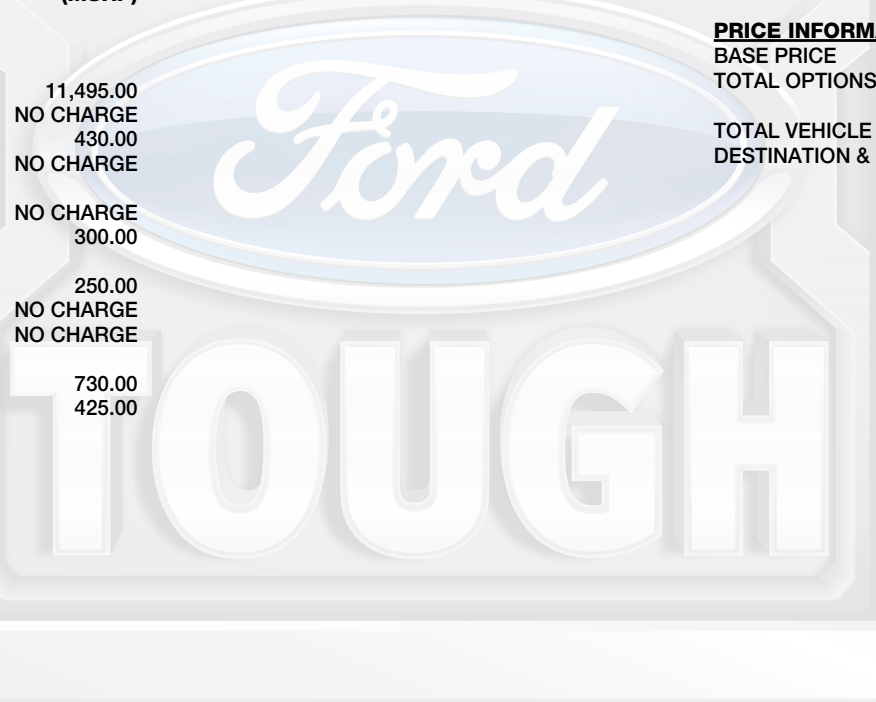 11,495.00
NO CHARGE
430.00
NO CHARGE
NO CHARGE
300.00
250.00
NO CHARGE
NO CHARGE
730.00
425.00
PRICE INFORM
BASE PRICE
TOTAL OPTIONS
TOTAL VEHICLE
DESTINATION &
Ford
TOUGH